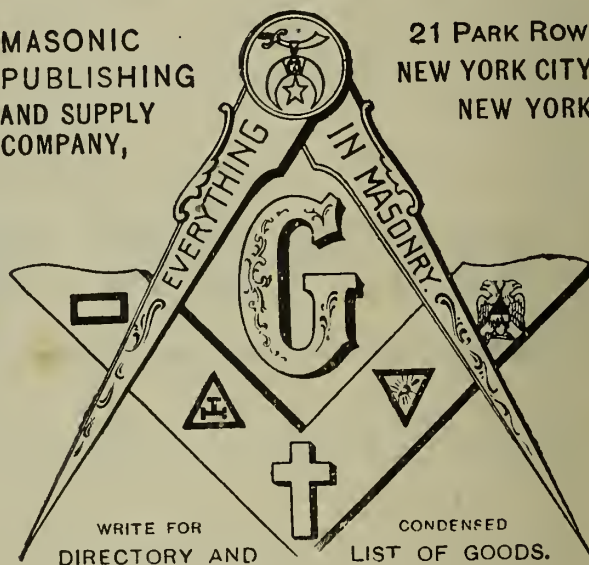 MASONIC
PUBLISHING
AND SUPPLY
COMPANY,
21 PARK ROW
NEW YORK CITY
NEW YORK
EVERYTHING
IN MASONRY.
G
WRITE FOR
DIRECTORY AND
CONDENSED
LIST OF GOODS.